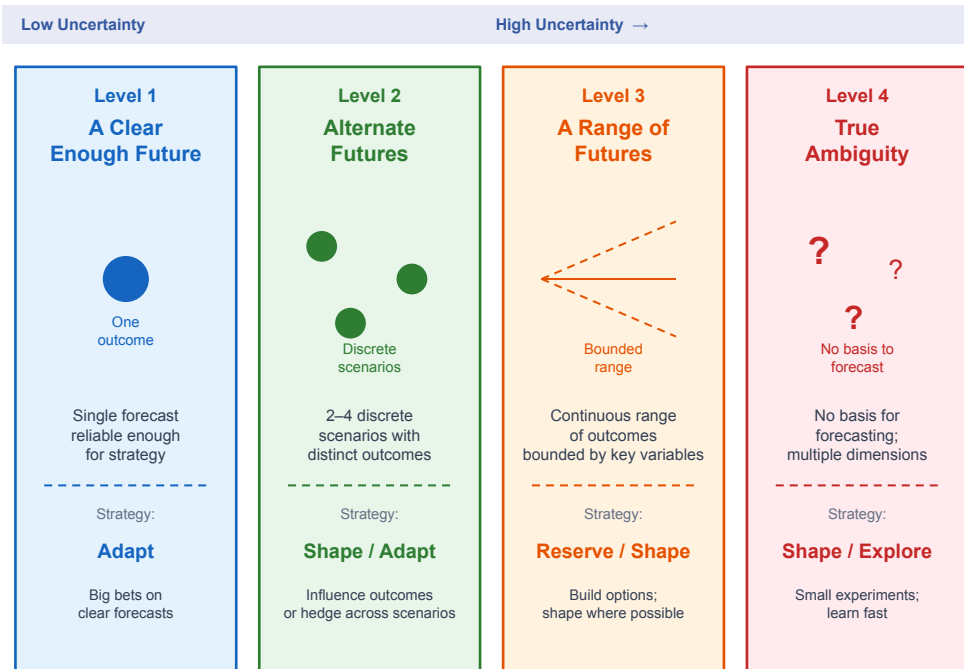 Low Uncertainty
High Uncertainty →
Level 1
A Clear
Enough Future
One
outcome
Single forecast
reliable enough
for strategy
Strategy:
Adapt
Big bets on
clear forecasts
Level 2
Alternate
Futures
Discrete
scenarios
2–4 discrete
scenarios with
distinct outcomes
Strategy:
Shape / Adapt
Influence outcomes
or hedge across scenarios
Level 3
A Range of
Futures
Bounded
range
Continuous range
of outcomes
bounded by key variables
Strategy:
Reserve / Shape
Build options;
shape where possible
Level 4
True
Ambiguity
?
?
?
No basis to
forecast
No basis for
forecasting;
multiple dimensions
Strategy:
Shape / Explore
Small experiments;
learn fast